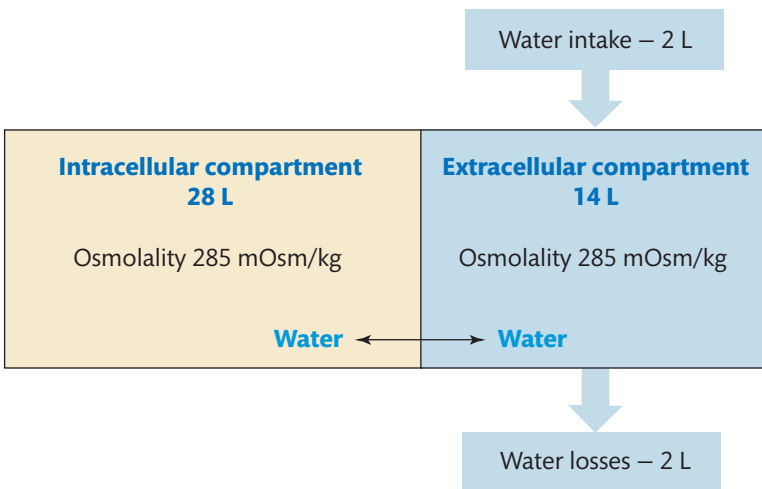 Water intake – 2 L
Intracellular compartment
28 L
Osmolality 285 mOsm/kg
Water
Extracellular compartment
14 L
Osmolality 285 mOsm/kg
Water
Water losses – 2 L